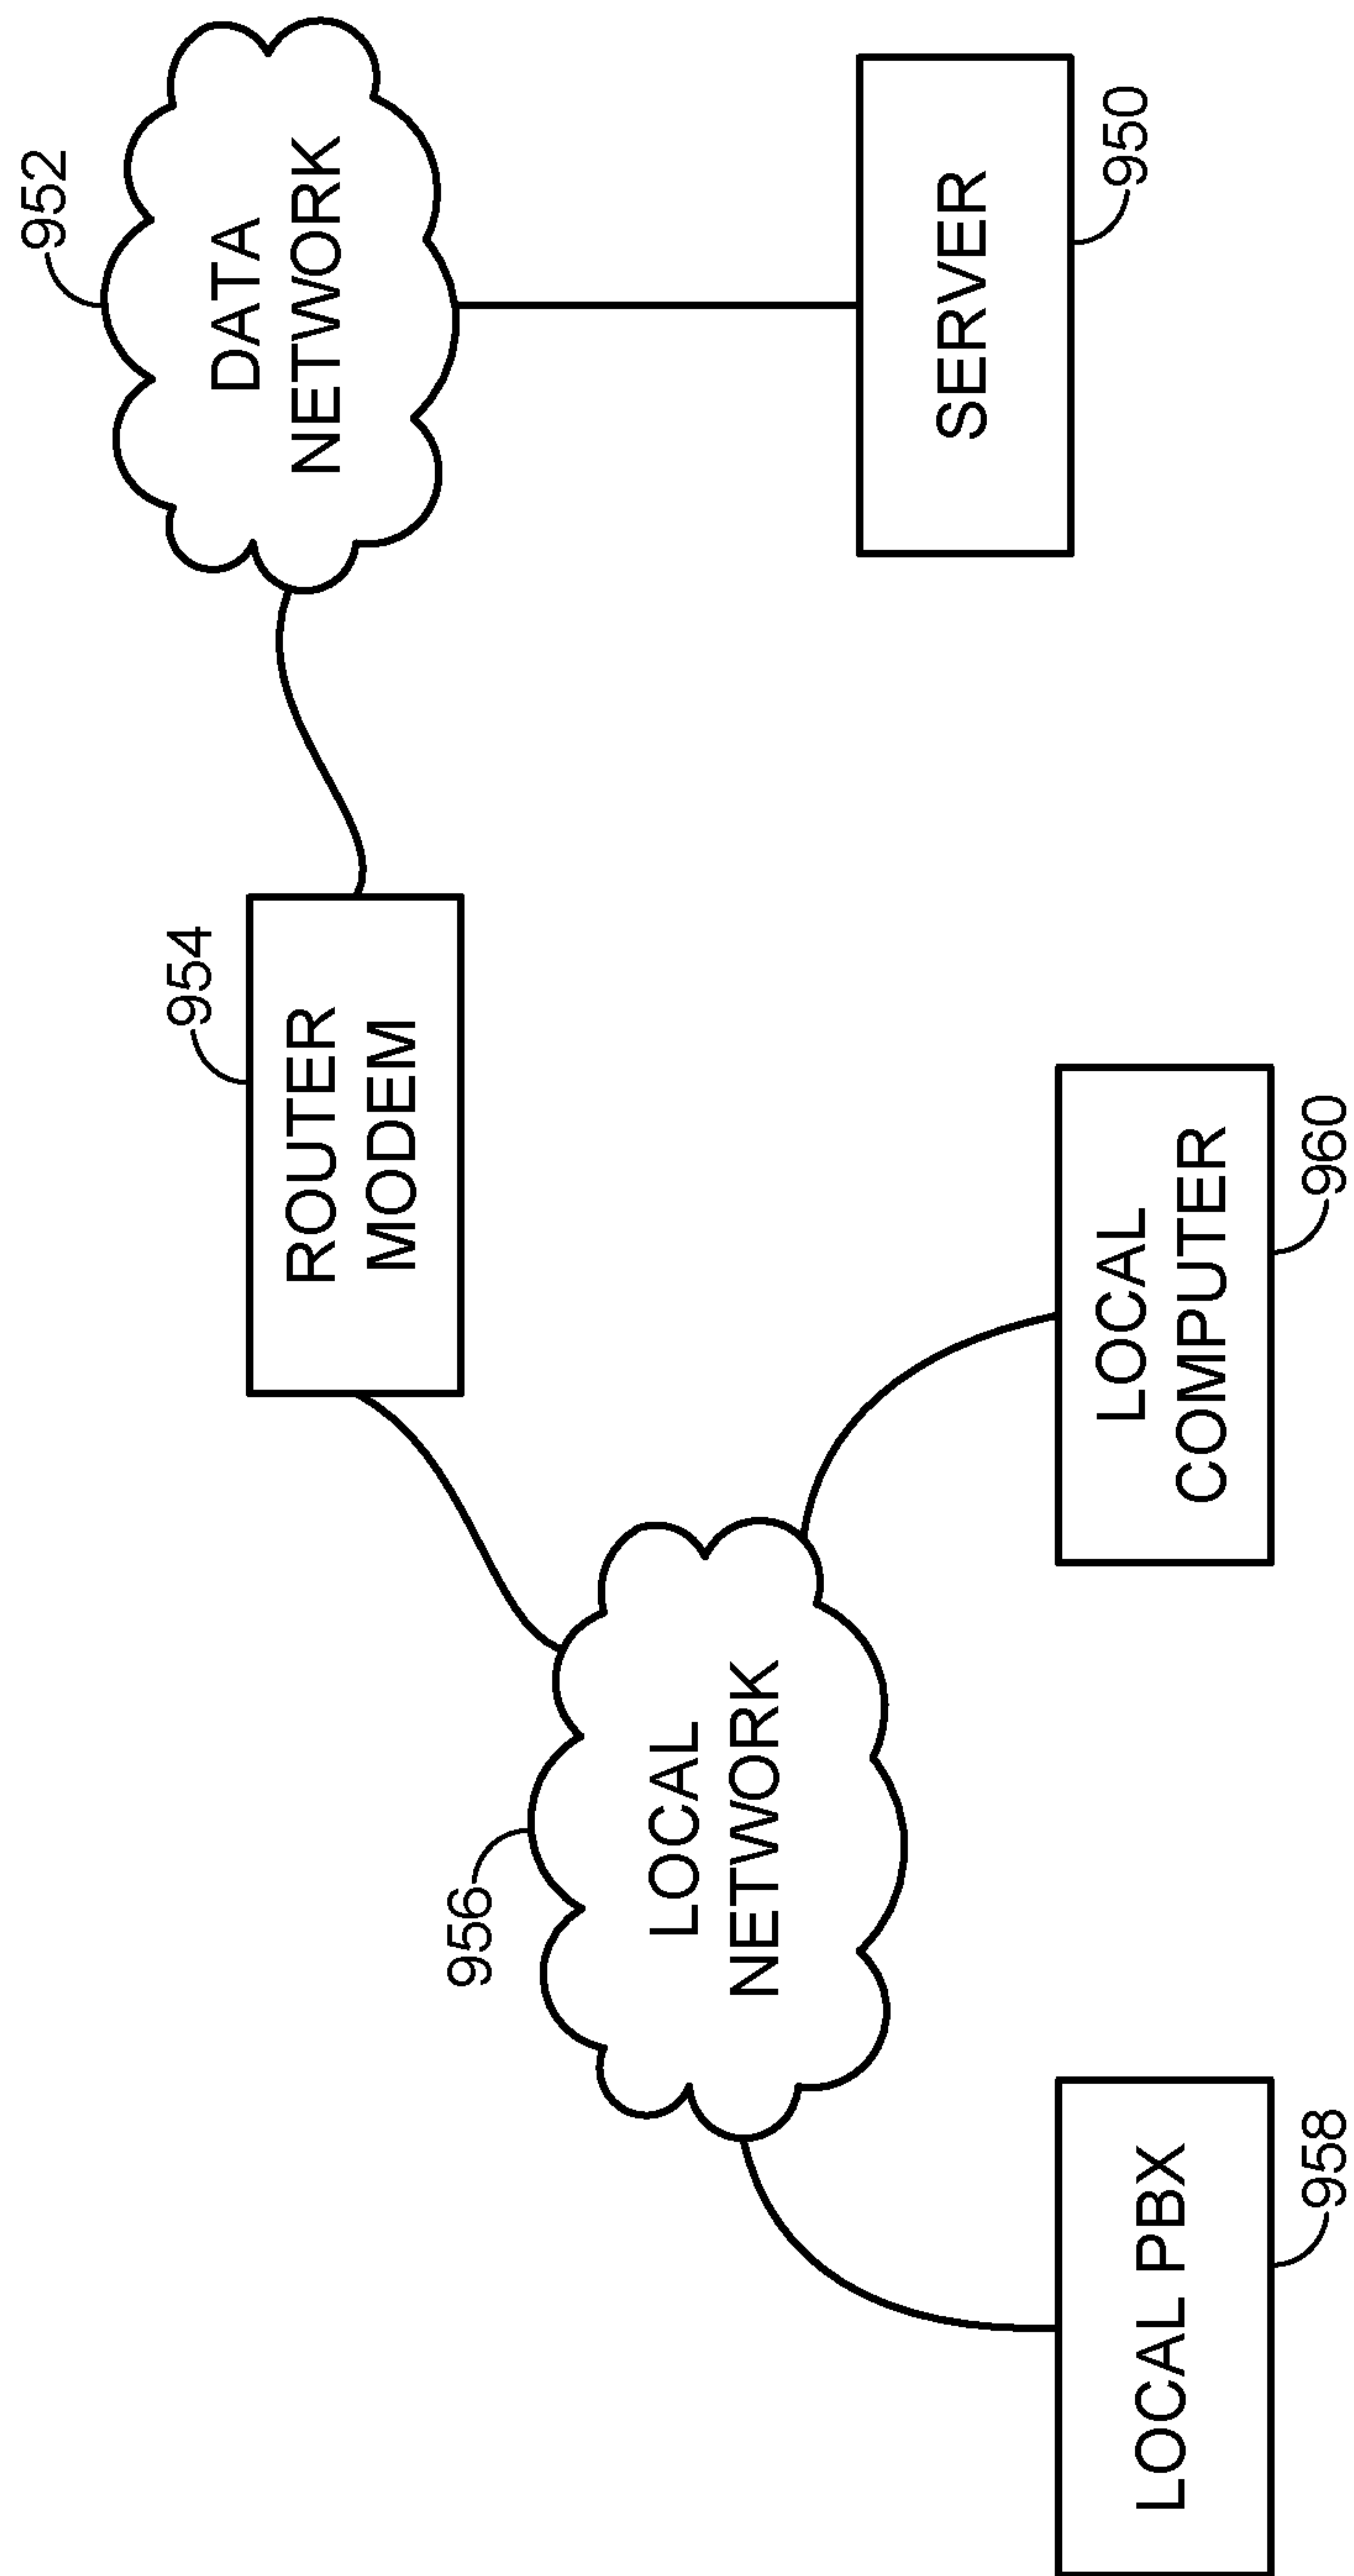 952
DATA
NETWORK
954
ROUTER
MODEM
SERVER
950
956
LOCAL
NETWORK
LOCAL
COMPUTER
960
LOCAL PBX
958